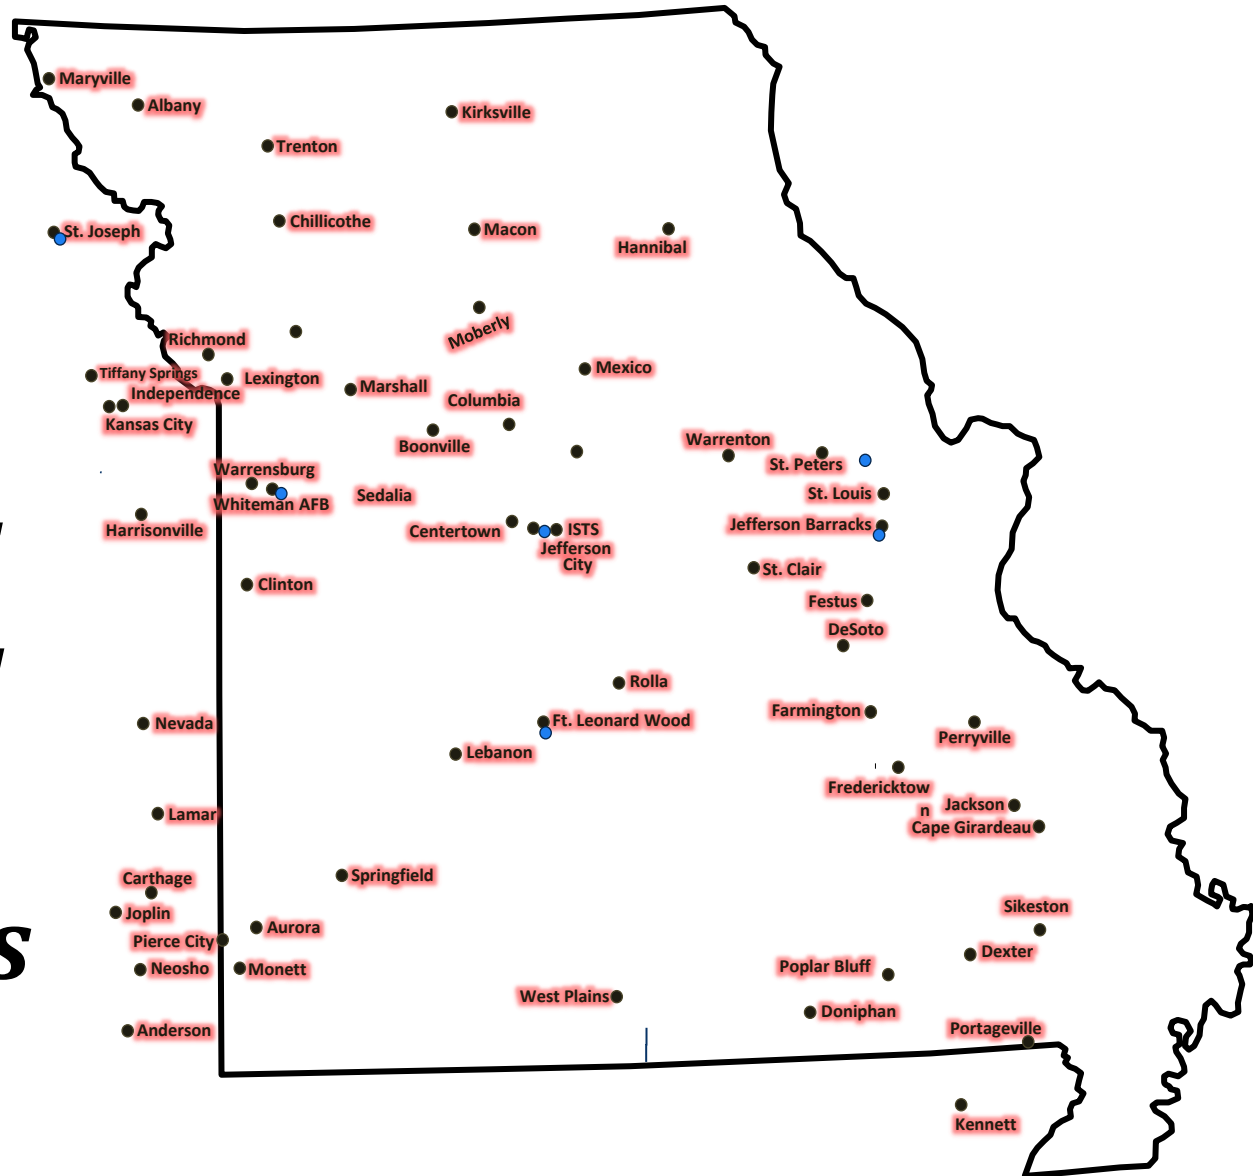 Maryville
Albany
Kirksville
Trenton
Chillicothe
St. Joseph
Macon
Hannibal
Moberly
Richmond
Tiffany Springs
Lexington
Mexico
Marshall
Independence
Columbia
Kansas City
Boonville
Warrenton
St. Peters
Warrensburg
St. Louis
Sedalia
Whiteman AFB
Jefferson Barracks
Harrisonville
Centertown
ISTS
Jefferson
City
St. Clair
Clinton
Festus
DeSoto
Rolla
Farmington
Ft. Leonard Wood
Nevada
Perryville
Lebanon
Fredericktow
n
Jackson
Lamar
Cape Girardeau
Springfield
Carthage
Sikeston
Joplin
Aurora
Pierce City
Dexter
Poplar Bluff
Neosho
Monett
West Plains
Doniphan
Portageville
Anderson
Kennett
s